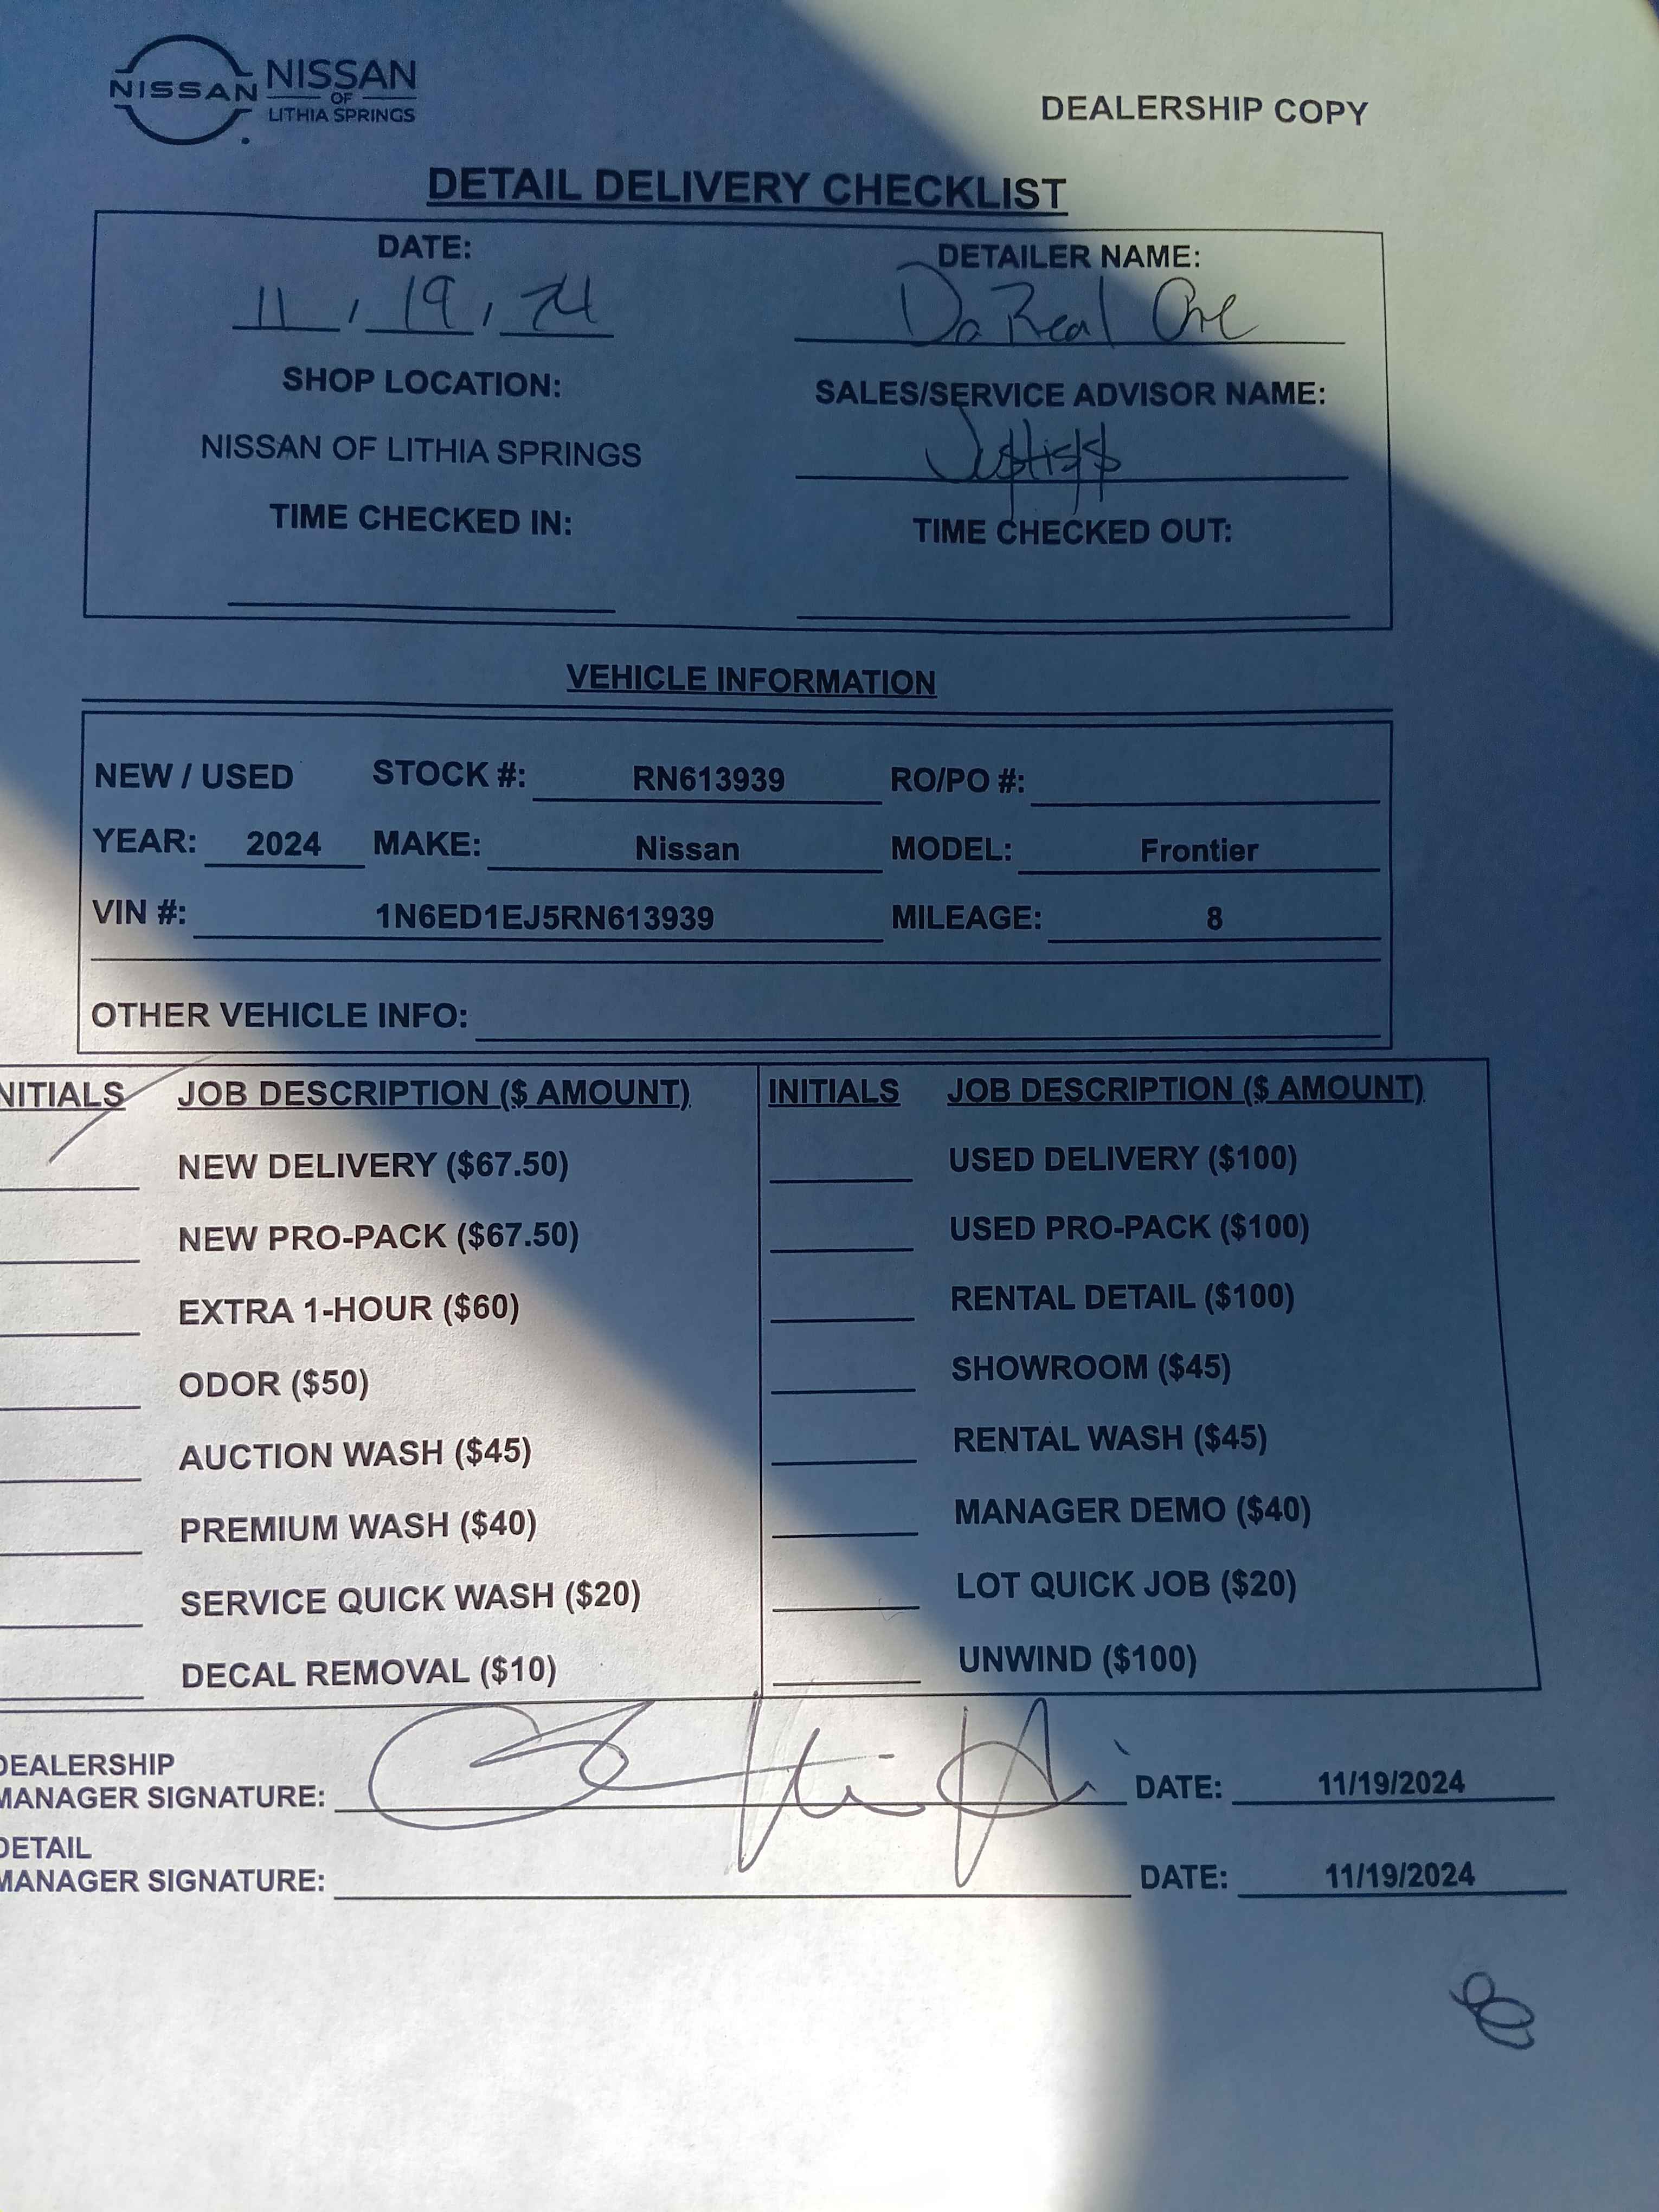 NISSAN
NISSAN
OF
LITHIA SPRINGS
DEALERSHIP COPY
DETAIL DELIVERY CHECKLIST
DATE: DETAILER NAME:
11, 19, 24 Da Real One
SHOP LOCATION: SALES/SERVICE ADVISOR NAME:
NISSAN OF LITHIA SPRINGS
TIME CHECKED IN: TIME CHECKED OUT:
VEHICLE INFORMATION
NEW / USED STOCK #: RN613939 RO/PO #:
YEAR: 2024 MAKE: Nissan MODEL: Frontier
VIN #: 1N6ED1EJ5RN613939 MILEAGE: 8
OTHER VEHICLE INFO:
NITIALS JOB DESCRIPTION ($ AMOUNT) INITIALS JOB DESCRIPTION ($ AMOUNT)
NEW DELIVERY ($67.50) USED DELIVERY ($100)
NEW PRO-PACK ($67.50) USED PRO-PACK ($100)
EXTRA 1-HOUR ($60) RENTAL DETAIL ($100)
ODOR ($50) SHOWROOM ($45)
AUCTION WASH ($45) RENTAL WASH ($45)
PREMIUM WASH ($40) MANAGER DEMO ($40)
SERVICE QUICK WASH ($20) LOT QUICK JOB ($20)
DECAL REMOVAL ($10) UNWIND ($100)
DEALERSHIP
MANAGER SIGNATURE: DATE: 11/19/2024
DETAIL
MANAGER SIGNATURE: DATE: 11/19/2024